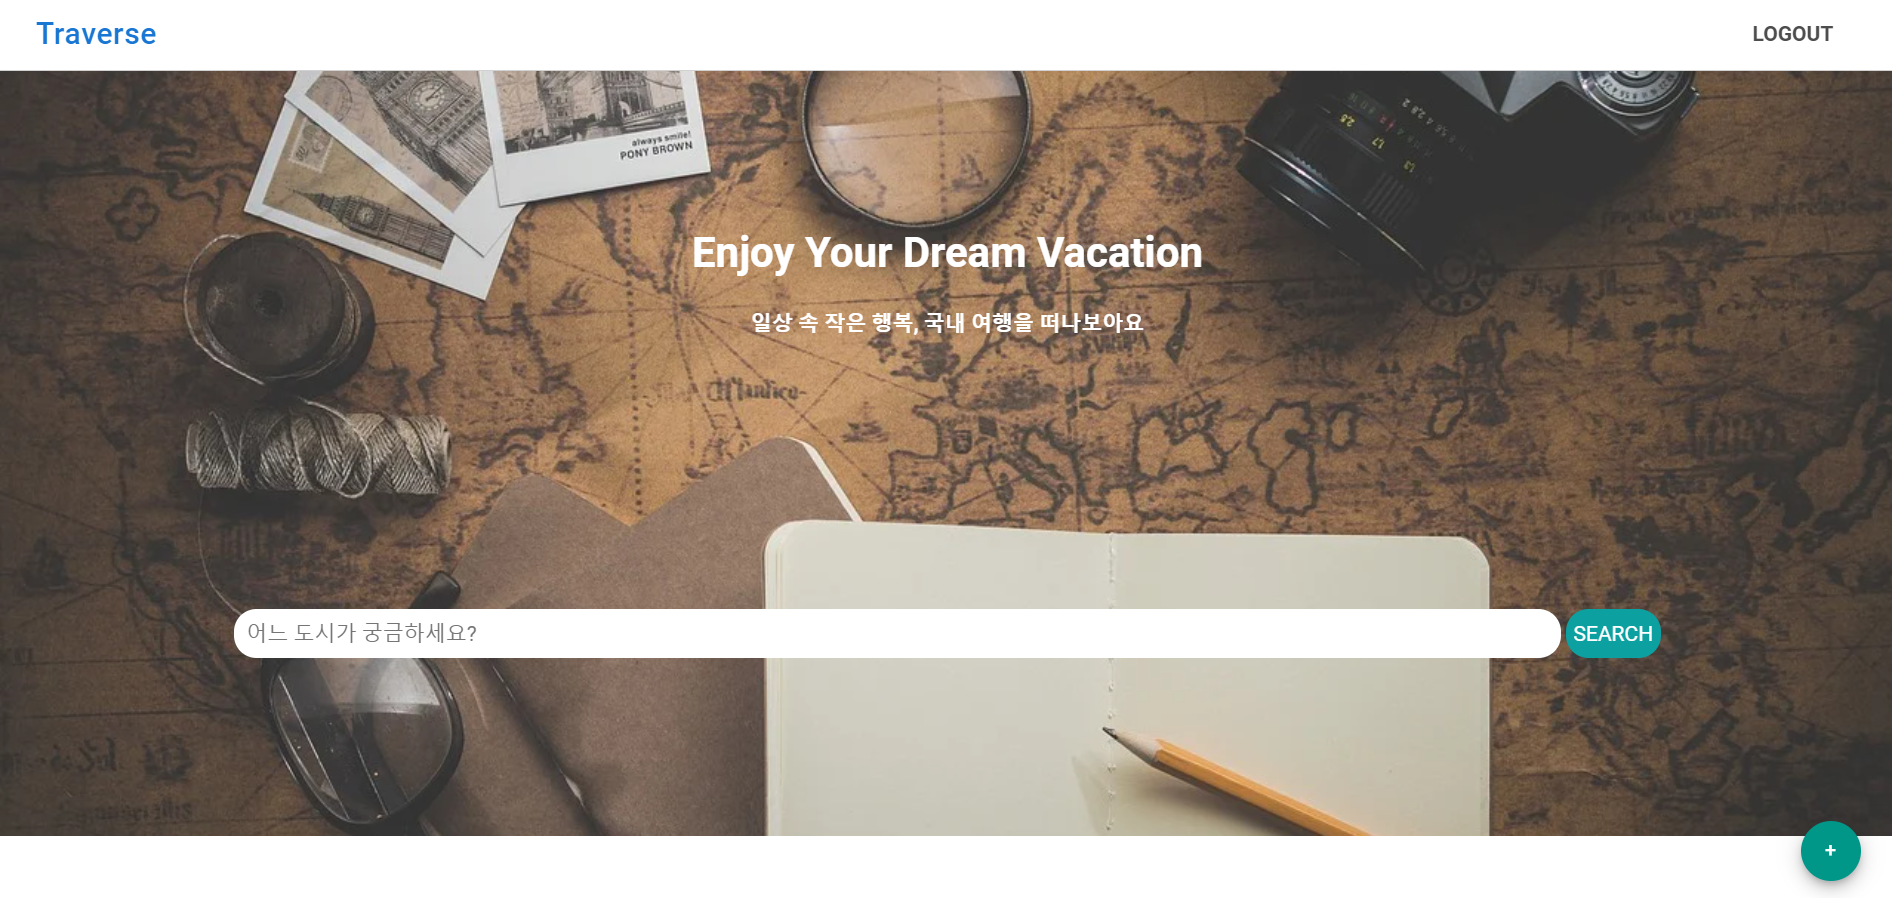 Traverse
LOGOUT
always smile!
PONY BROWN
Enjoy Your Dream Vacation
일상 속 작은 행복, 국내 여행을 떠나보아요
어느 도시가 궁금하세요?
SEARCH
+